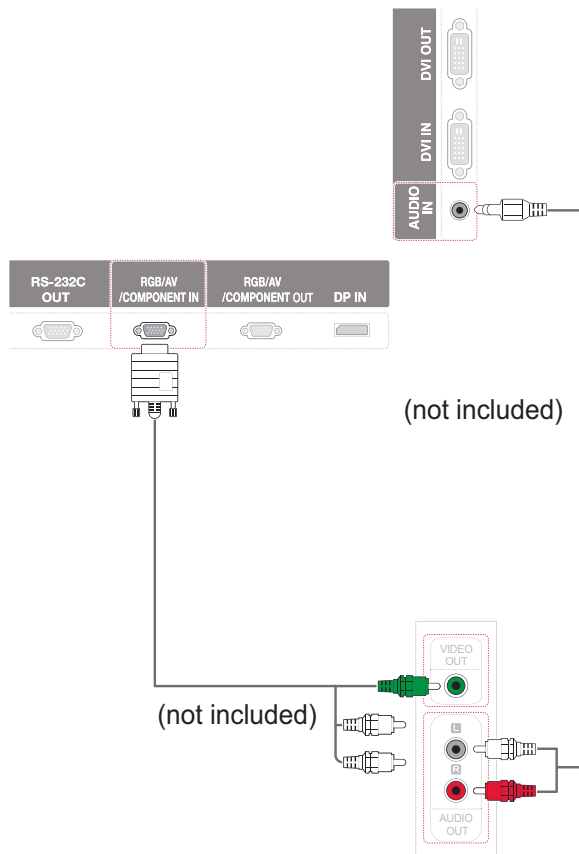 DVI OUT
DVI IN
AUDIO
IN
RS-232C
OUT
RGB/AV
/COMPONENT IN
RGB/AV
/COMPONENT OUT
DP IN
(not included)
VIDEO
OUT
(not included)
L
R
AUDIO
OUT